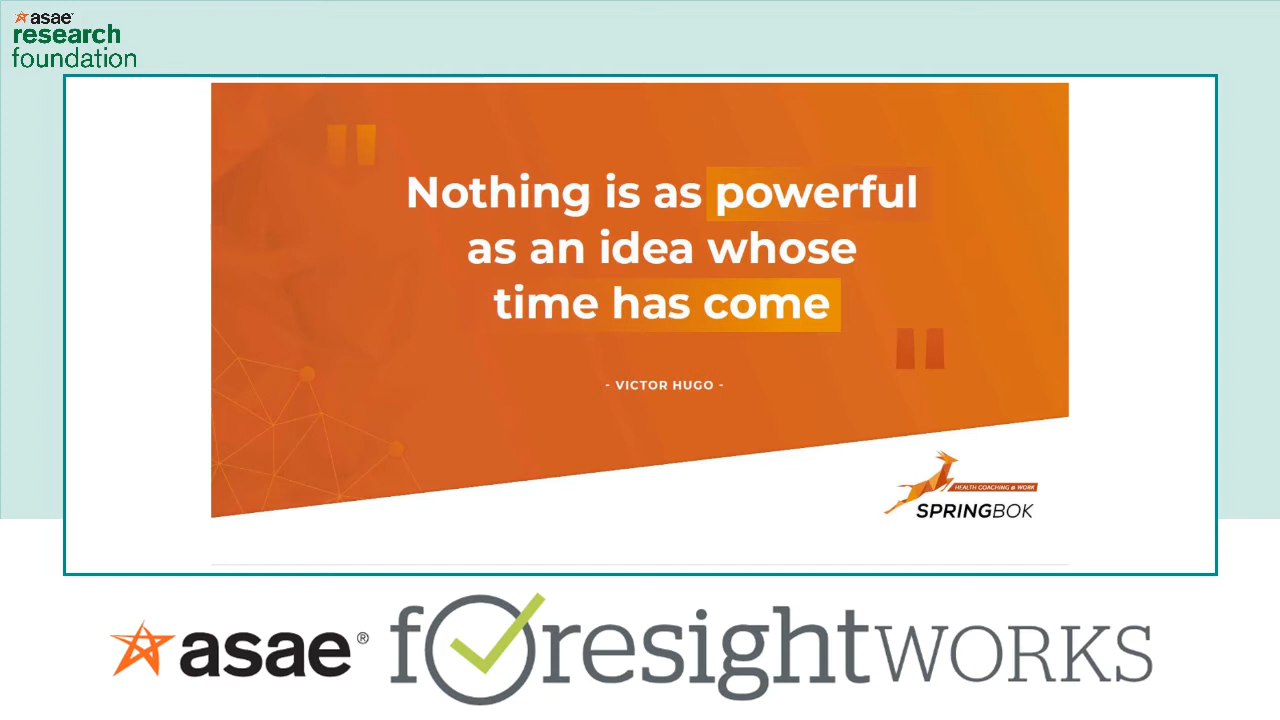 asae
research
foundation
"
Nothing is as powerful
as an idea whose
time has come
"
- VICTOR HUGO -
HEALTH COACHING @ WORK
SPRINGBOK
asae® foresightWORKS